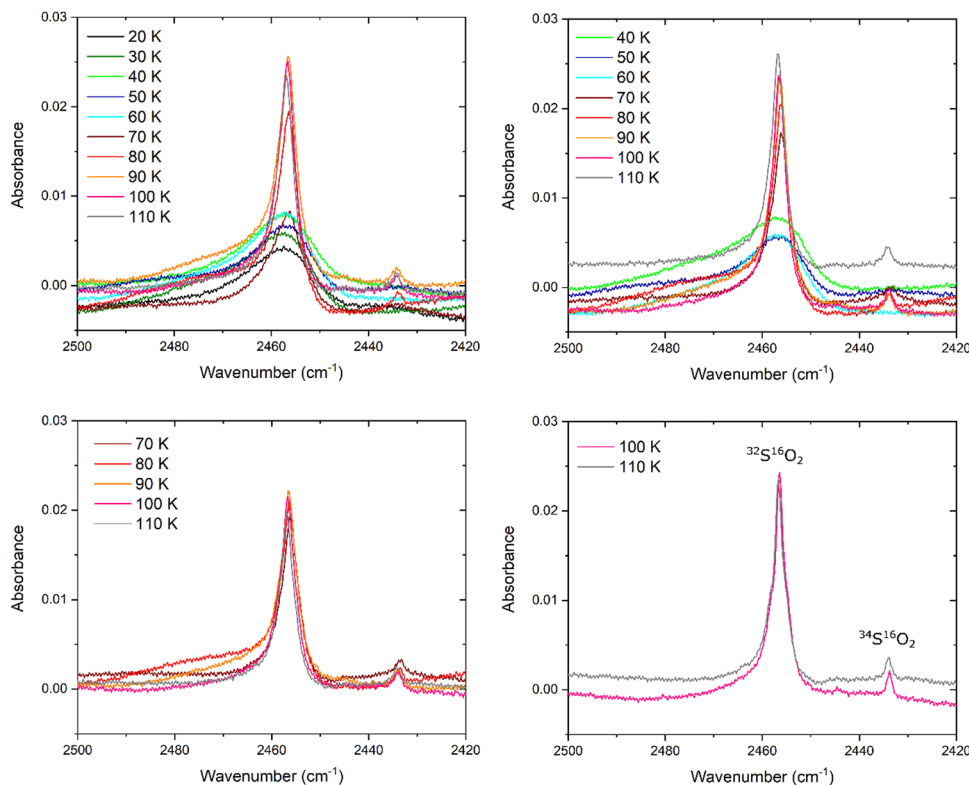 0.03
0.02
0.01
0.00
Absorbance
20 K
30 K
40 K
50 K
60 K
70 K
80 K
90 K
100 K
110 K
2500 2480 2460 2440 2420
Wavenumber (cm⁻¹)
0.03
0.02
0.01
0.00
Absorbance
40 K
50 K
60 K
70 K
80 K
90 K
100 K
110 K
2500 2480 2460 2440 2420
Wavenumber (cm⁻¹)
0.03
0.02
0.01
0.00
Absorbance
70 K
80 K
90 K
100 K
110 K
2500 2480 2460 2440 2420
Wavenumber (cm⁻¹)
0.03
0.02
0.01
0.00
Absorbance
100 K
110 K
³²S¹⁶O₂
³⁴S¹⁶O₂
2500 2480 2460 2440 2420
Wavenumber (cm⁻¹)